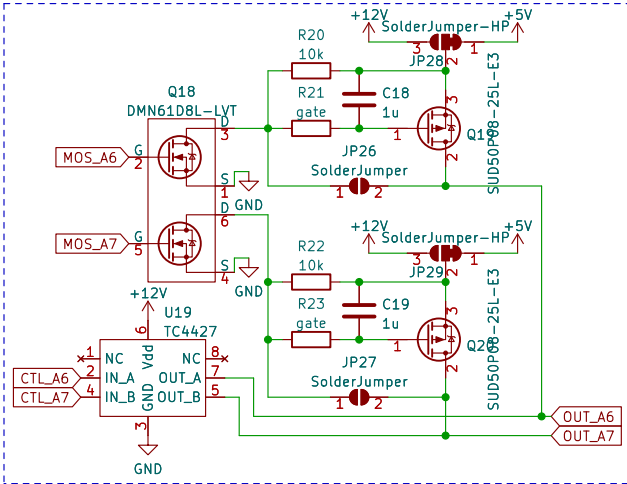 +12V
+5V
SolderJumper-HP
3
1
2
JP28
R20
10k
R21
gate
C18
1u
3
1
2
SUD50P08-25L-E3
JP26
SolderJumper
1
2
Q18
DMN61D8L-LVT
D
3
MOS_A6
G
2
S
1
GND
D
6
MOS_A7
G
5
S
4
GND
+12V
+5V
SolderJumper-HP
3
1
2
JP29
R22
10k
R23
gate
C19
1u
3
1
2
SUD50P08-25L-E3
JP27
SolderJumper
1
2
+12V
U19
TC4427
6
Vdd
1
NC
NC
8
CTL_A6
2
IN_A
OUT_A
7
CTL_A7
4
IN_B
OUT_B
5
GND
3
GND
OUT_A6
OUT_A7